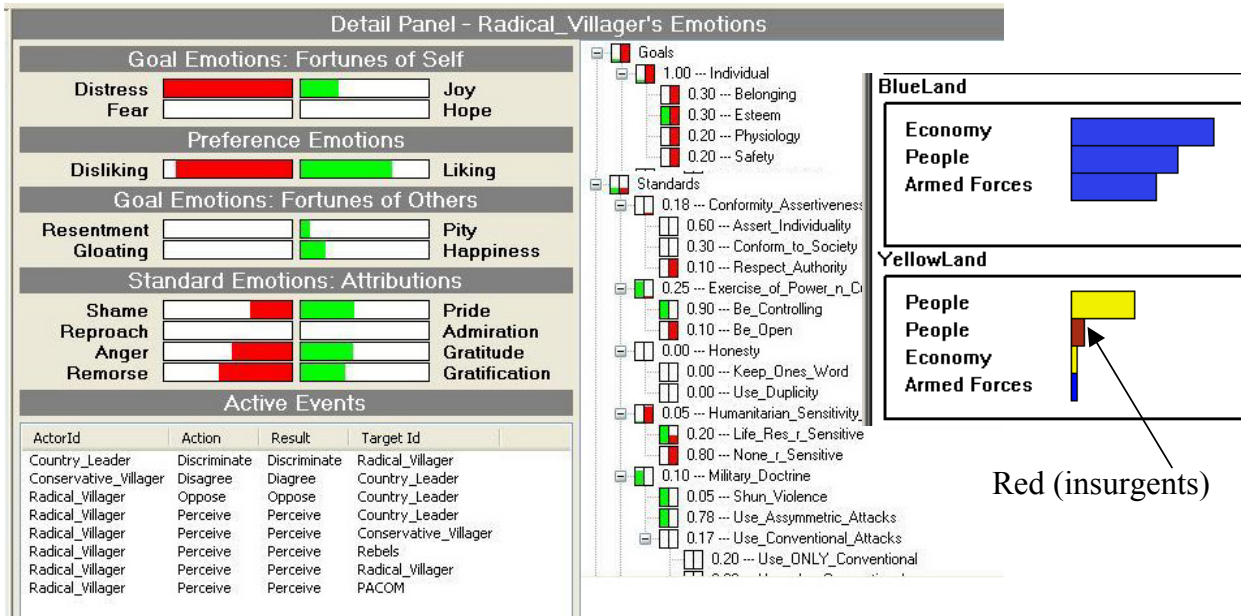 Detail Panel - Radical_Villager's Emotions
Goal Emotions: Fortunes of Self
Distress Joy
Fear Hope
Preference Emotions
Disliking Liking
Goal Emotions: Fortunes of Others
Resentment Pity
Gloating Happiness
Standard Emotions: Attributions
Shame Pride
Reproach Admiration
Anger Gratitude
Remorse Gratification
Active Events
ActorId Action Result Target Id
Country_Leader Discriminate Discriminate Radical_Villager
Conservative_Villager Disagree Diagree Country_Leader
Radical_Villager Oppose Oppose Country_Leader
Radical_Villager Perceive Perceive Country_Leader
Radical_Villager Perceive Perceive Conservative_Villager
Radical_Villager Perceive Perceive Rebels
Radical_Villager Perceive Perceive Radical_Villager
Radical_Villager Perceive Perceive PACOM
Goals
1.00 --- Individual
0.30 --- Belonging
0.30 --- Esteem
0.20 --- Physiology
0.20 --- Safety
Standards
0.18 --- Conformity_Assertiveness
0.60 --- Assert_Individuality
0.30 --- Conform_to_Society
0.10 --- Respect_Authority
0.25 --- Exercise_of_Power_n_C
0.90 --- Be_Controlling
0.10 --- Be_Open
0.00 --- Honesty
0.00 --- Keep_Ones_Word
0.00 --- Use_Duplicity
0.05 --- Humanitarian_Sensitivity_
0.20 --- Life_Res_r_Sensitive
0.80 --- None_r_Sensitive
0.10 --- Military_Doctrine
0.05 --- Shun_Violence
0.78 --- Use_Assymmetric_Attacks
0.17 --- Use_Conventional_Attacks
0.20 --- Use_ONLY_Conventional
BlueLand
Economy
People
Armed Forces
YellowLand
People
People
Economy
Armed Forces
Red (insurgents)